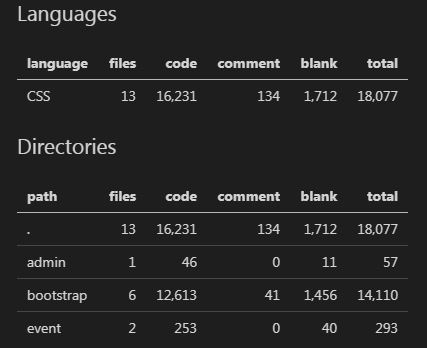 Languages
language files code comment blank total
CSS 13 16,231 134 1,712 18,077
Directories
path files code comment blank total
. 13 16,231 134 1,712 18,077
admin 1 46 0 11 57
bootstrap 6 12,613 41 1,456 14,110
event 2 253 0 40 293